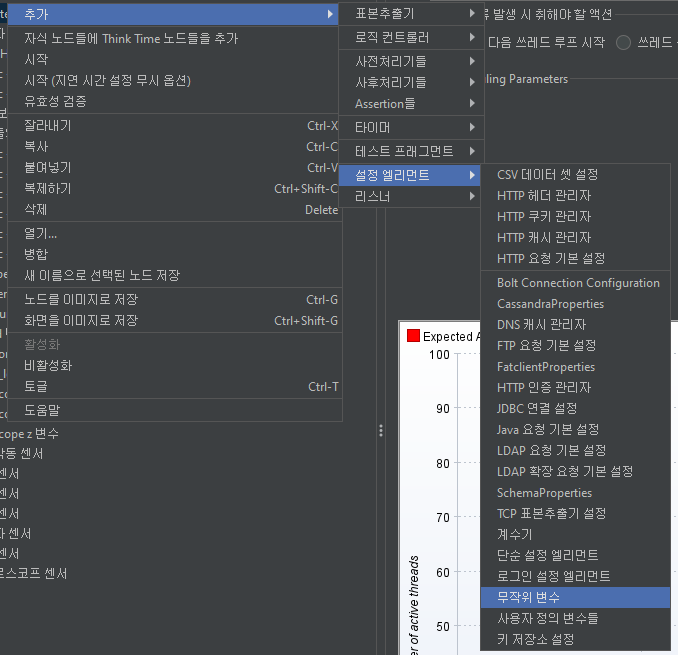 추가
자식 노드들에 Think Time 노드들을 추가
시작
시작 (지연 시간 설정 무시 옵션)
유효성 검증
잘라내기 Ctrl-X
복사 Ctrl-C
붙여넣기 Ctrl-V
복제하기 Ctrl+Shift-C
삭제 Delete
열기...
병합
새 이름으로 선택된 노드 저장
노드를 이미지로 저장 Ctrl-G
화면을 이미지로 저장 Ctrl+Shift-G
활성화
비활성화
토글 Ctrl-T
도움말
표본추출기
로직 컨트롤러
사전처리기들
사후처리기들
Assertion들
타이머
테스트 프래그먼트
설정 엘리먼트
리스너
CSV 데이터 셋 설정
HTTP 헤더 관리자
HTTP 쿠키 관리자
HTTP 캐시 관리자
HTTP 요청 기본 설정
Bolt Connection Configuration
CassandraProperties
DNS 캐시 관리자
FTP 요청 기본 설정
FatclientProperties
HTTP 인증 관리자
JDBC 연결 설정
Java 요청 기본 설정
LDAP 요청 기본 설정
LDAP 확장 요청 기본 설정
SchemaProperties
TCP 표본추출기 설정
계수기
단순 설정 엘리먼트
로그인 설정 엘리먼트
무작위 변수
사용자 정의 변수들
키 저장소 설정
발생 시 취해야 할 액션
다음 쓰레드 루프 시작 쓰레드
ling Parameters
Expected A
100
90
80
70
60
50
er of active threads
cope z 변수
작동 센서
센서
센서
센서
센서
센서
로스코프 센서